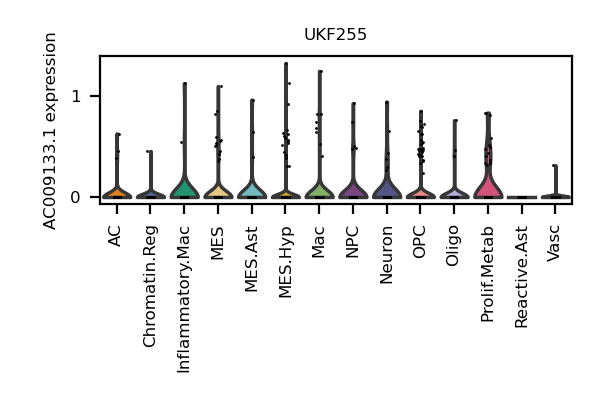 UKF255
AC009133.1 expression
1
0
AC
Chromatin.Reg
Inflammatory.Mac
MES
MES.Ast
MES.Hyp
Mac
NPC
Neuron
OPC
Oligo
Prolif.Metab
Reactive.Ast
Vasc